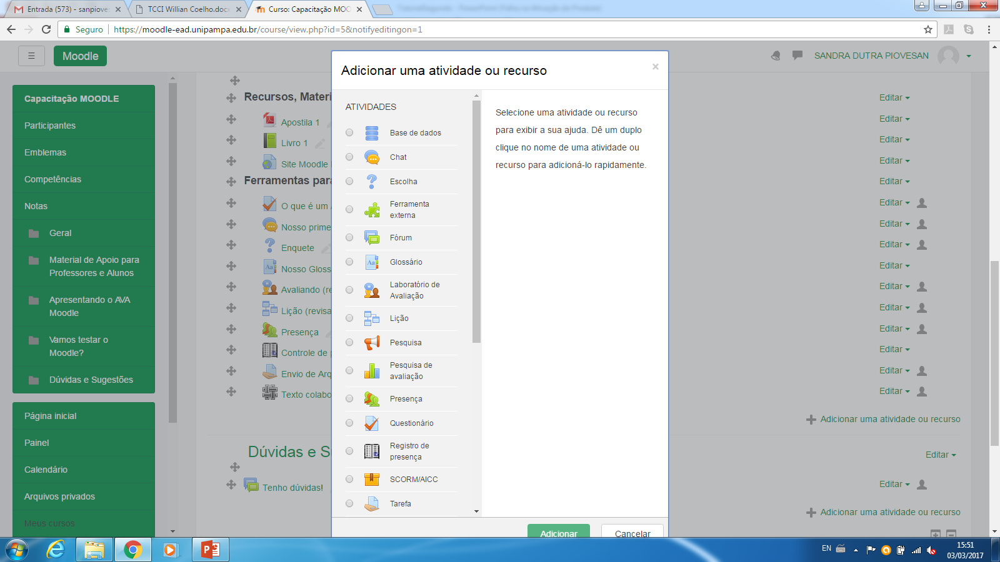 Entrada (573) - sanpiove
TCCI Willian Coelho.docx
Curso: Capacitação MOO
Seguro
https://moodle-ead.unipampa.edu.br/course/view.php?id=5&notifyeditingon=1
Moodle
SANDRA DUTRA PIOVESAN
Capacitação MOODLE
Participantes
Emblemas
Competências
Notas
Geral
Material de Apoio para
Professores e Alunos
Apresentando o AVA
Moodle
Vamos testar o
Moodle?
Dúvidas e Sugestões
Página inicial
Painel
Calendário
Arquivos privados
Meus cursos
Recursos, Materi
Editar
Apostila 1
Editar
Livro 1
Editar
Site Moodle
Editar
Ferramentas para
Editar
O que é um
Editar
Nosso prime
Editar
Enquete
Editar
Nosso Gloss
Editar
Avaliando (re
Editar
Lição (revisa
Editar
Presença
Editar
Controle de p
Editar
Envio de Arq
Editar
Texto colabo
Editar
Adicionar uma atividade ou recurso
Dúvidas e S
Editar
Tenho dúvidas!
Editar
Adicionar uma atividade ou recurso
Adicionar uma atividade ou recurso
×
ATIVIDADES
Base de dados
Chat
Escolha
Ferramenta
externa
Fórum
Glossário
Laboratório de
Avaliação
Lição
Pesquisa
Pesquisa de
avaliação
Presença
Questionário
Registro de
presença
SCORM/AICC
Tarefa
Selecione uma atividade ou recurso
para exibir a sua ajuda. Dê um duplo
clique no nome de uma atividade ou
recurso para adicioná-lo rapidamente.
Adicionar
Cancelar
EN
15:51
03/03/2017